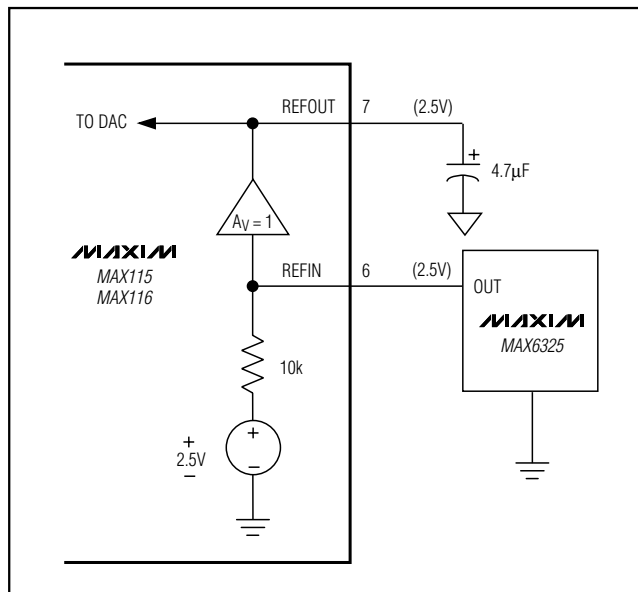 REFOUT 7 (2.5V)
TO DAC
+
4.7µF
AV = 1
MAXIM
MAX115
MAX116
REFIN 6 (2.5V)
OUT
MAXIM
MAX6325
10k
+
2.5V
−
+
−